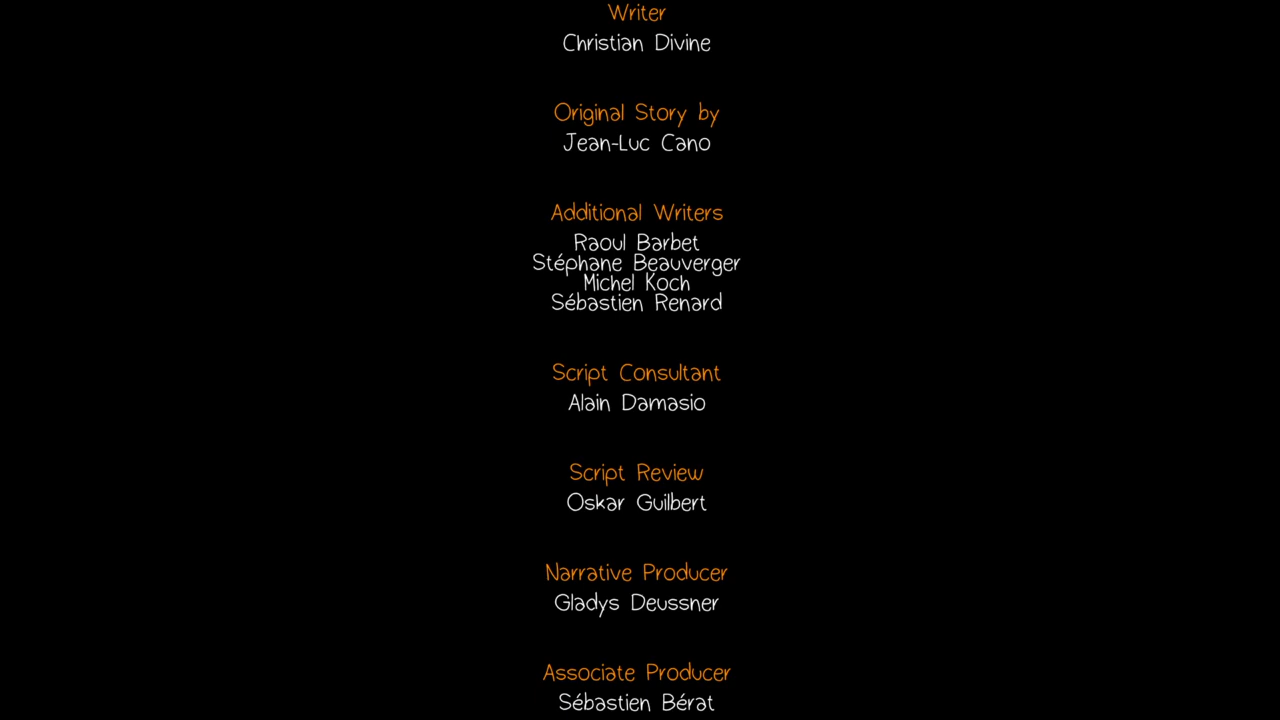 Writer
Christian Divine
Original Story by
Jean-Luc Cano
Additional Writers
Raoul Barbet
Stéphane Beauverger
Michel Koch
Sébastien Renard
Script Consultant
Alain Damasio
Script Review
Oskar Guilbert
Narrative Producer
Gladys Deussner
Associate Producer
Sébastien Bérat